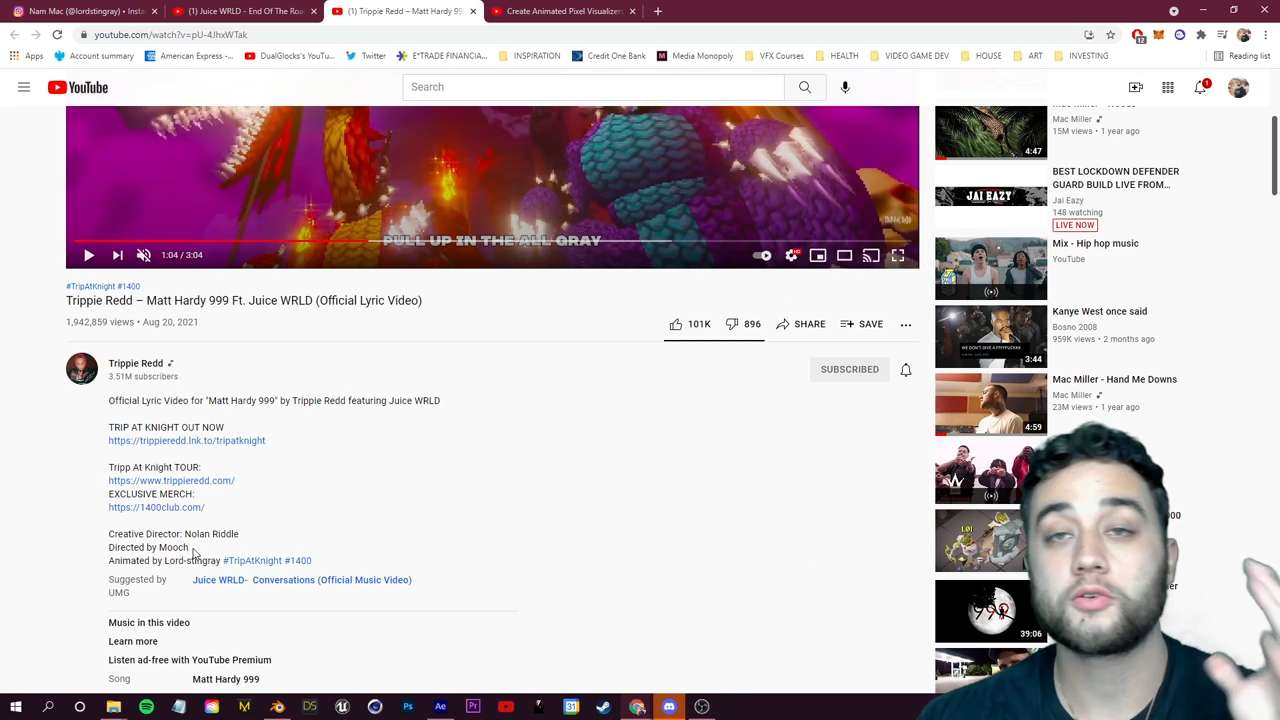 Nam Mac (@lordstingray) • Insta
(1) Juice WRLD - End Of The Roa
(1) Trippie Redd – Matt Hardy 99
Create Animated Pixel Visualizers
youtube.com/watch?v=pU-4JhxWTak
12
Apps
Account summary
American Express -...
DualGlocks's YouTu...
Twitter
E*TRADE FINANCIA...
INSPIRATION
Credit One Bank
Media Monopoly
VFX Courses
HEALTH
VIDEO GAME DEV
HOUSE
ART
INVESTING
Reading list
YouTube
Search
1
PULL UP IN THE ALL GRAY
1:04 / 3:04
HD
#TripAtKnight #1400
Trippie Redd – Matt Hardy 999 Ft. Juice WRLD (Official Lyric Video)
1,942,859 views • Aug 20, 2021
101K
896
SHARE
SAVE
Trippie Redd
3.51M subscribers
SUBSCRIBED
Official Lyric Video for "Matt Hardy 999" by Trippie Redd featuring Juice WRLD
TRIP AT KNIGHT OUT NOW
https://trippieredd.lnk.to/tripatknight
Tripp At Knight TOUR:
https://www.trippieredd.com/
EXCLUSIVE MERCH:
https://1400club.com/
Creative Director: Nolan Riddle
Directed by Mooch
Animated by Lord-stingray #TripAtKnight #1400
Suggested by
UMG
Juice WRLD- Conversations (Official Music Video)
Music in this video
Learn more
Listen ad-free with YouTube Premium
Song
Matt Hardy 999
Mac Miller
15M views • 1 year ago
4:47
BEST LOCKDOWN DEFENDER
GUARD BUILD LIVE FROM...
Jai Eazy
148 watching
LIVE NOW
JAI EAZY
Mix - Hip hop music
YouTube
Kanye West once said
Bosno 2008
959K views • 2 months ago
WE DON'T GIVE A FFFFFUCKKK
3:44
Mac Miller - Hand Me Downs
Mac Miller
23M views • 1 year ago
4:59
LOI
999
39:06